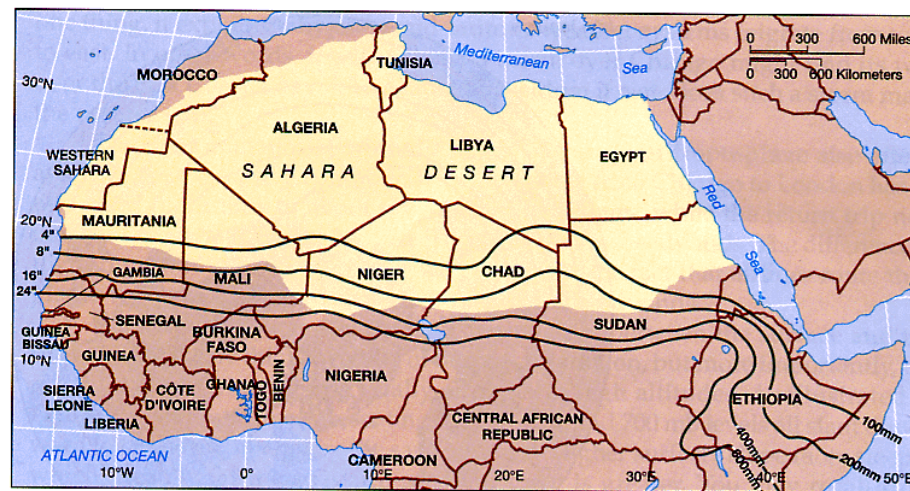 0 300 600 Miles
0 300 600 Kilometers
TUNISIA
Mediterranean
Sea
MOROCCO
30°N
ALGERIA
LIBYA
EGYPT
WESTERN
SAHARA
SAHARA DESERT
Red
Sea
MAURITANIA
20°N
4"
8"
16"
24"
GAMBIA
MALI
NIGER
CHAD
SENEGAL
SUDAN
GUINEA
BISSAU
BURKINA
FASO
10°N
GUINEA
GHANA
TOGO
BENIN
NIGERIA
SIERRA
LEONE
CÔTE
D'IVOIRE
ETHIOPIA
LIBERIA
CENTRAL AFRICAN
REPUBLIC
100mm
200mm
400mm
600mm
ATLANTIC OCEAN
CAMEROON
10°W
0°
10°E
20°E
30°E
40°E
50°E